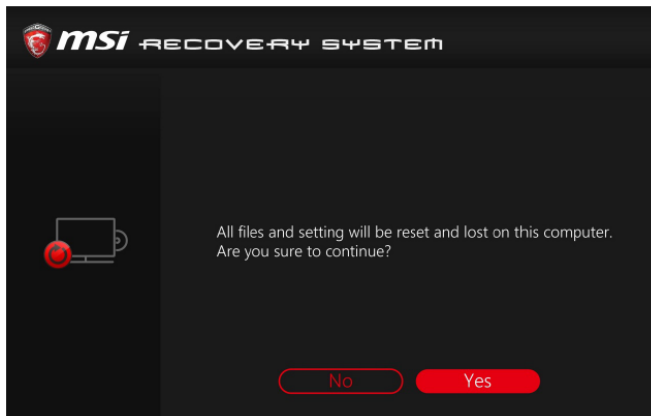 msi RECOVERY SYSTEM
All files and setting will be reset and lost on this computer.
Are you sure to continue?
No Yes